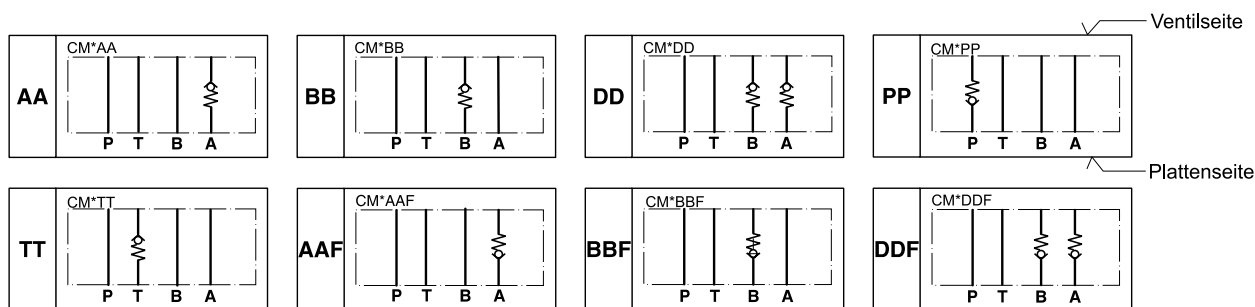 Ventilseite
AA
CM*AA
P T B A
BB
CM*BB
P T B A
DD
CM*DD
P T B A
PP
CM*PP
P T B A
Plattenseite
TT
CM*TT
P T B A
AAF
CM*AAF
P T B A
BBF
CM*BBF
P T B A
DDF
CM*DDF
P T B A